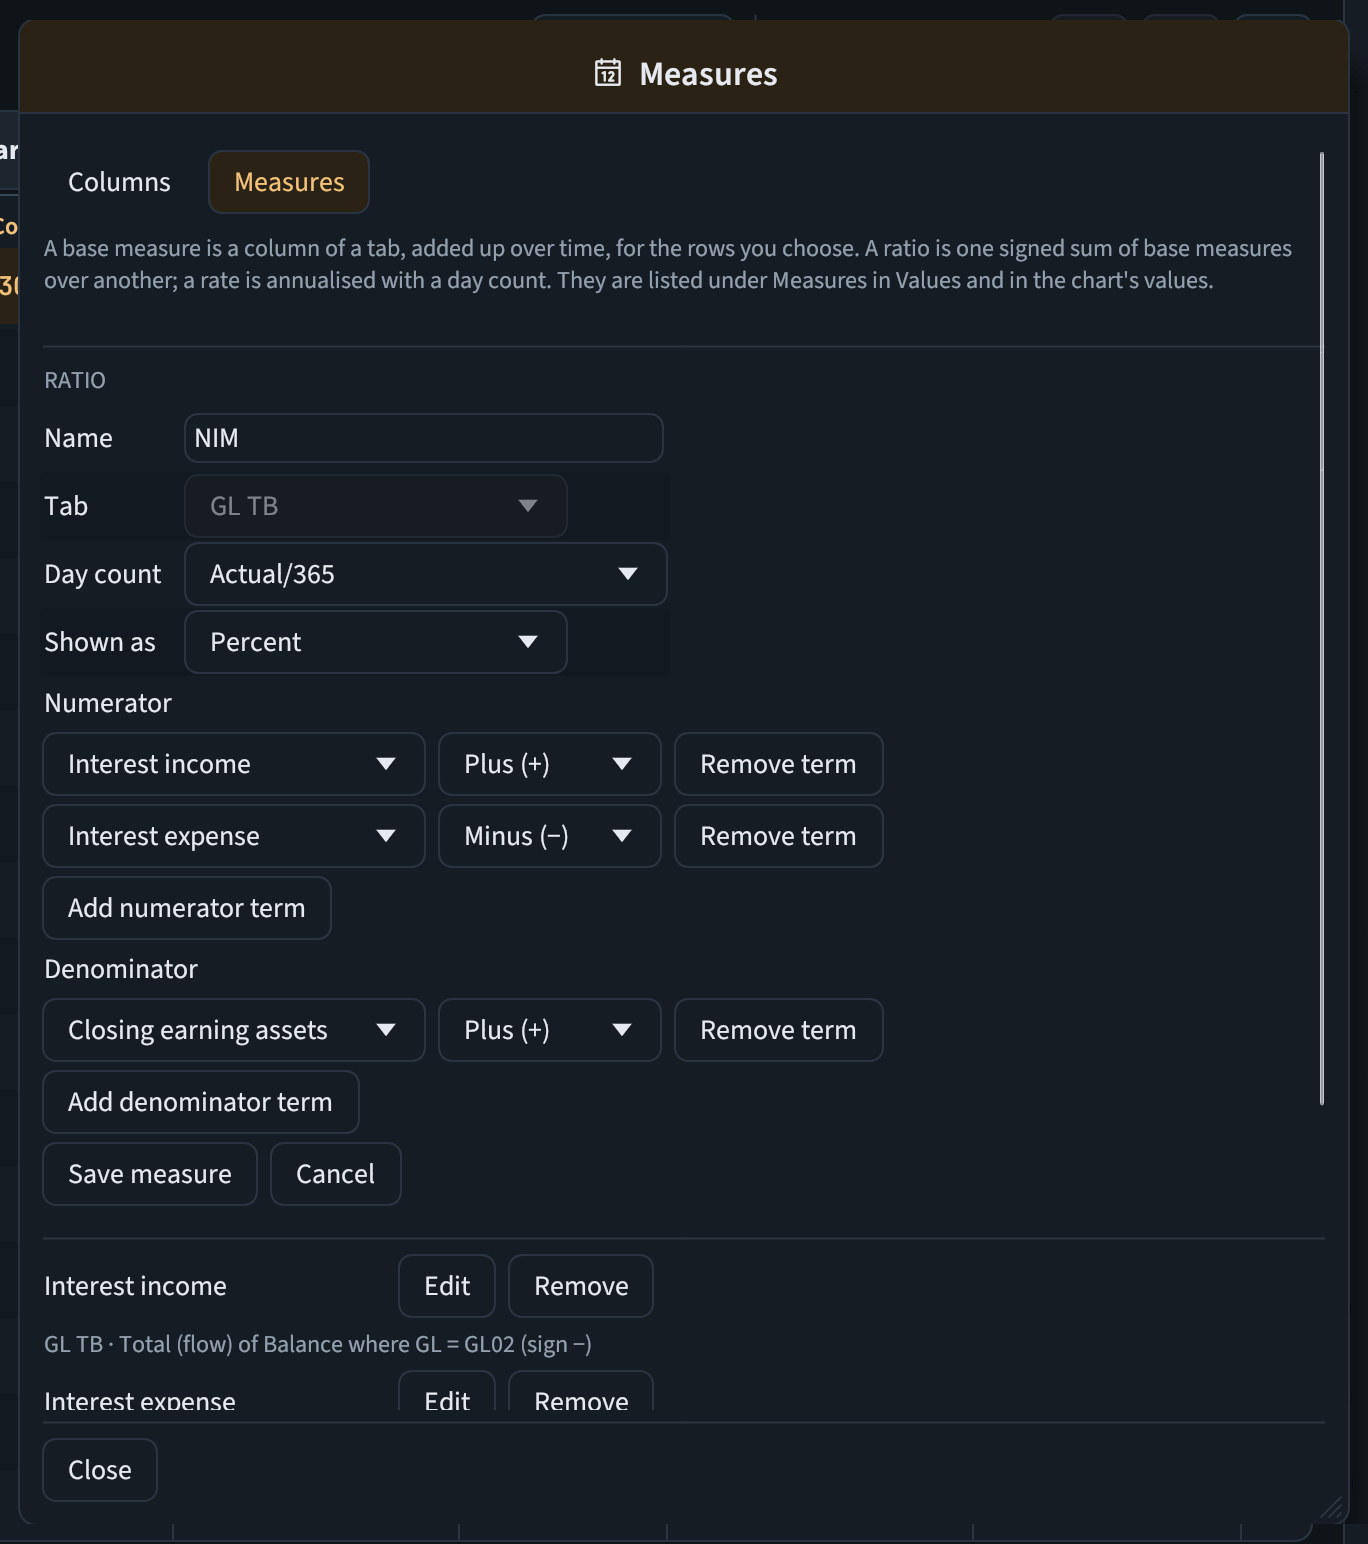 12 Measures
Columns Measures
A base measure is a column of a tab, added up over time, for the rows you choose. A ratio is one signed sum of base measures
over another; a rate is annualised with a day count. They are listed under Measures in Values and in the chart's values.
RATIO
Name NIM
Tab GL TB
Day count Actual/365
Shown as Percent
Numerator
Interest income Plus (+) Remove term
Interest expense Minus (−) Remove term
Add numerator term
Denominator
Closing earning assets Plus (+) Remove term
Add denominator term
Save measure Cancel
Interest income Edit Remove
GL TB · Total (flow) of Balance where GL = GL02 (sign −)
Interest expense Edit Remove
Close